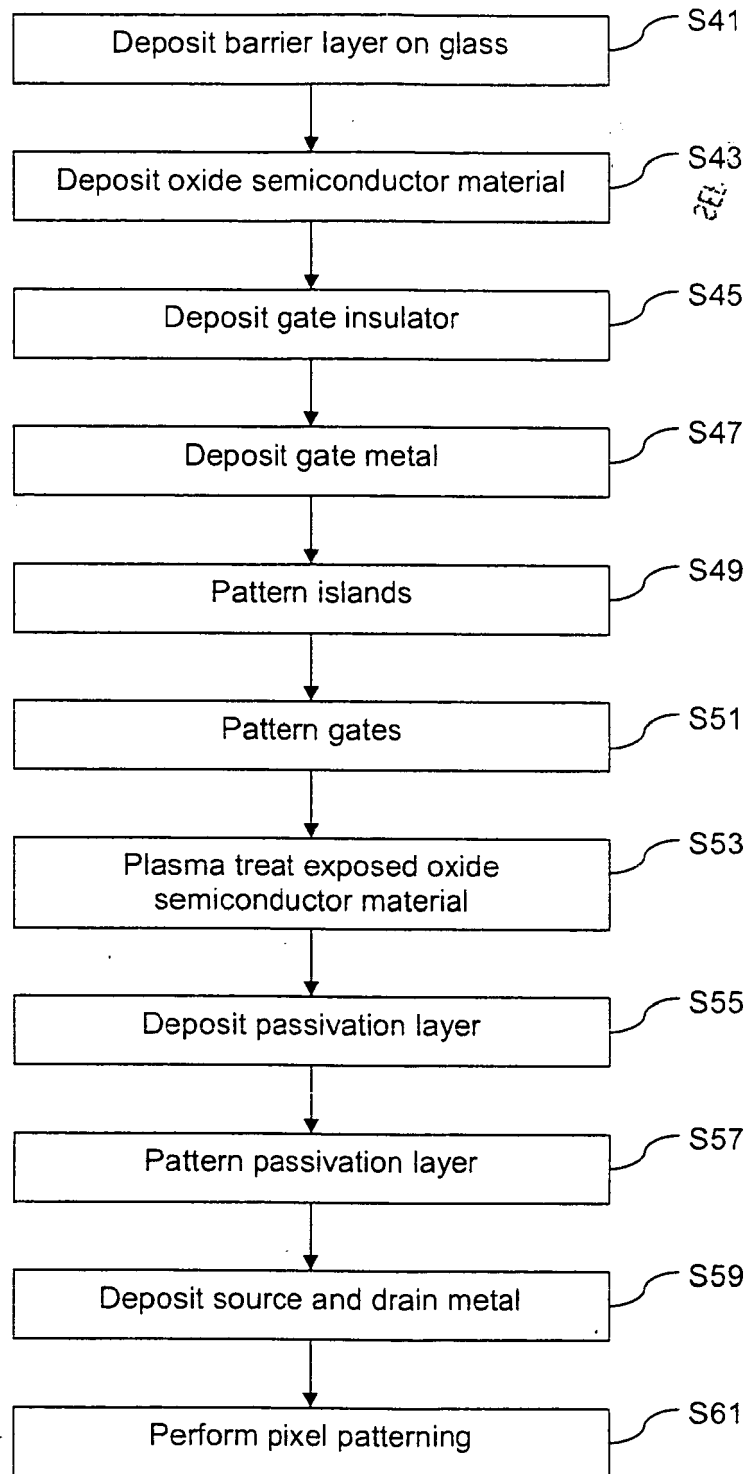 Deposit barrier layer on glass
S41
Deposit oxide semiconductor material
S43
Deposit gate insulator
S45
Deposit gate metal
S47
Pattern islands
S49
Pattern gates
S51
Plasma treat exposed oxide
semiconductor material
S53
Deposit passivation layer
S55
Pattern passivation layer
S57
Deposit source and drain metal
S59
Perform pixel patterning
S61